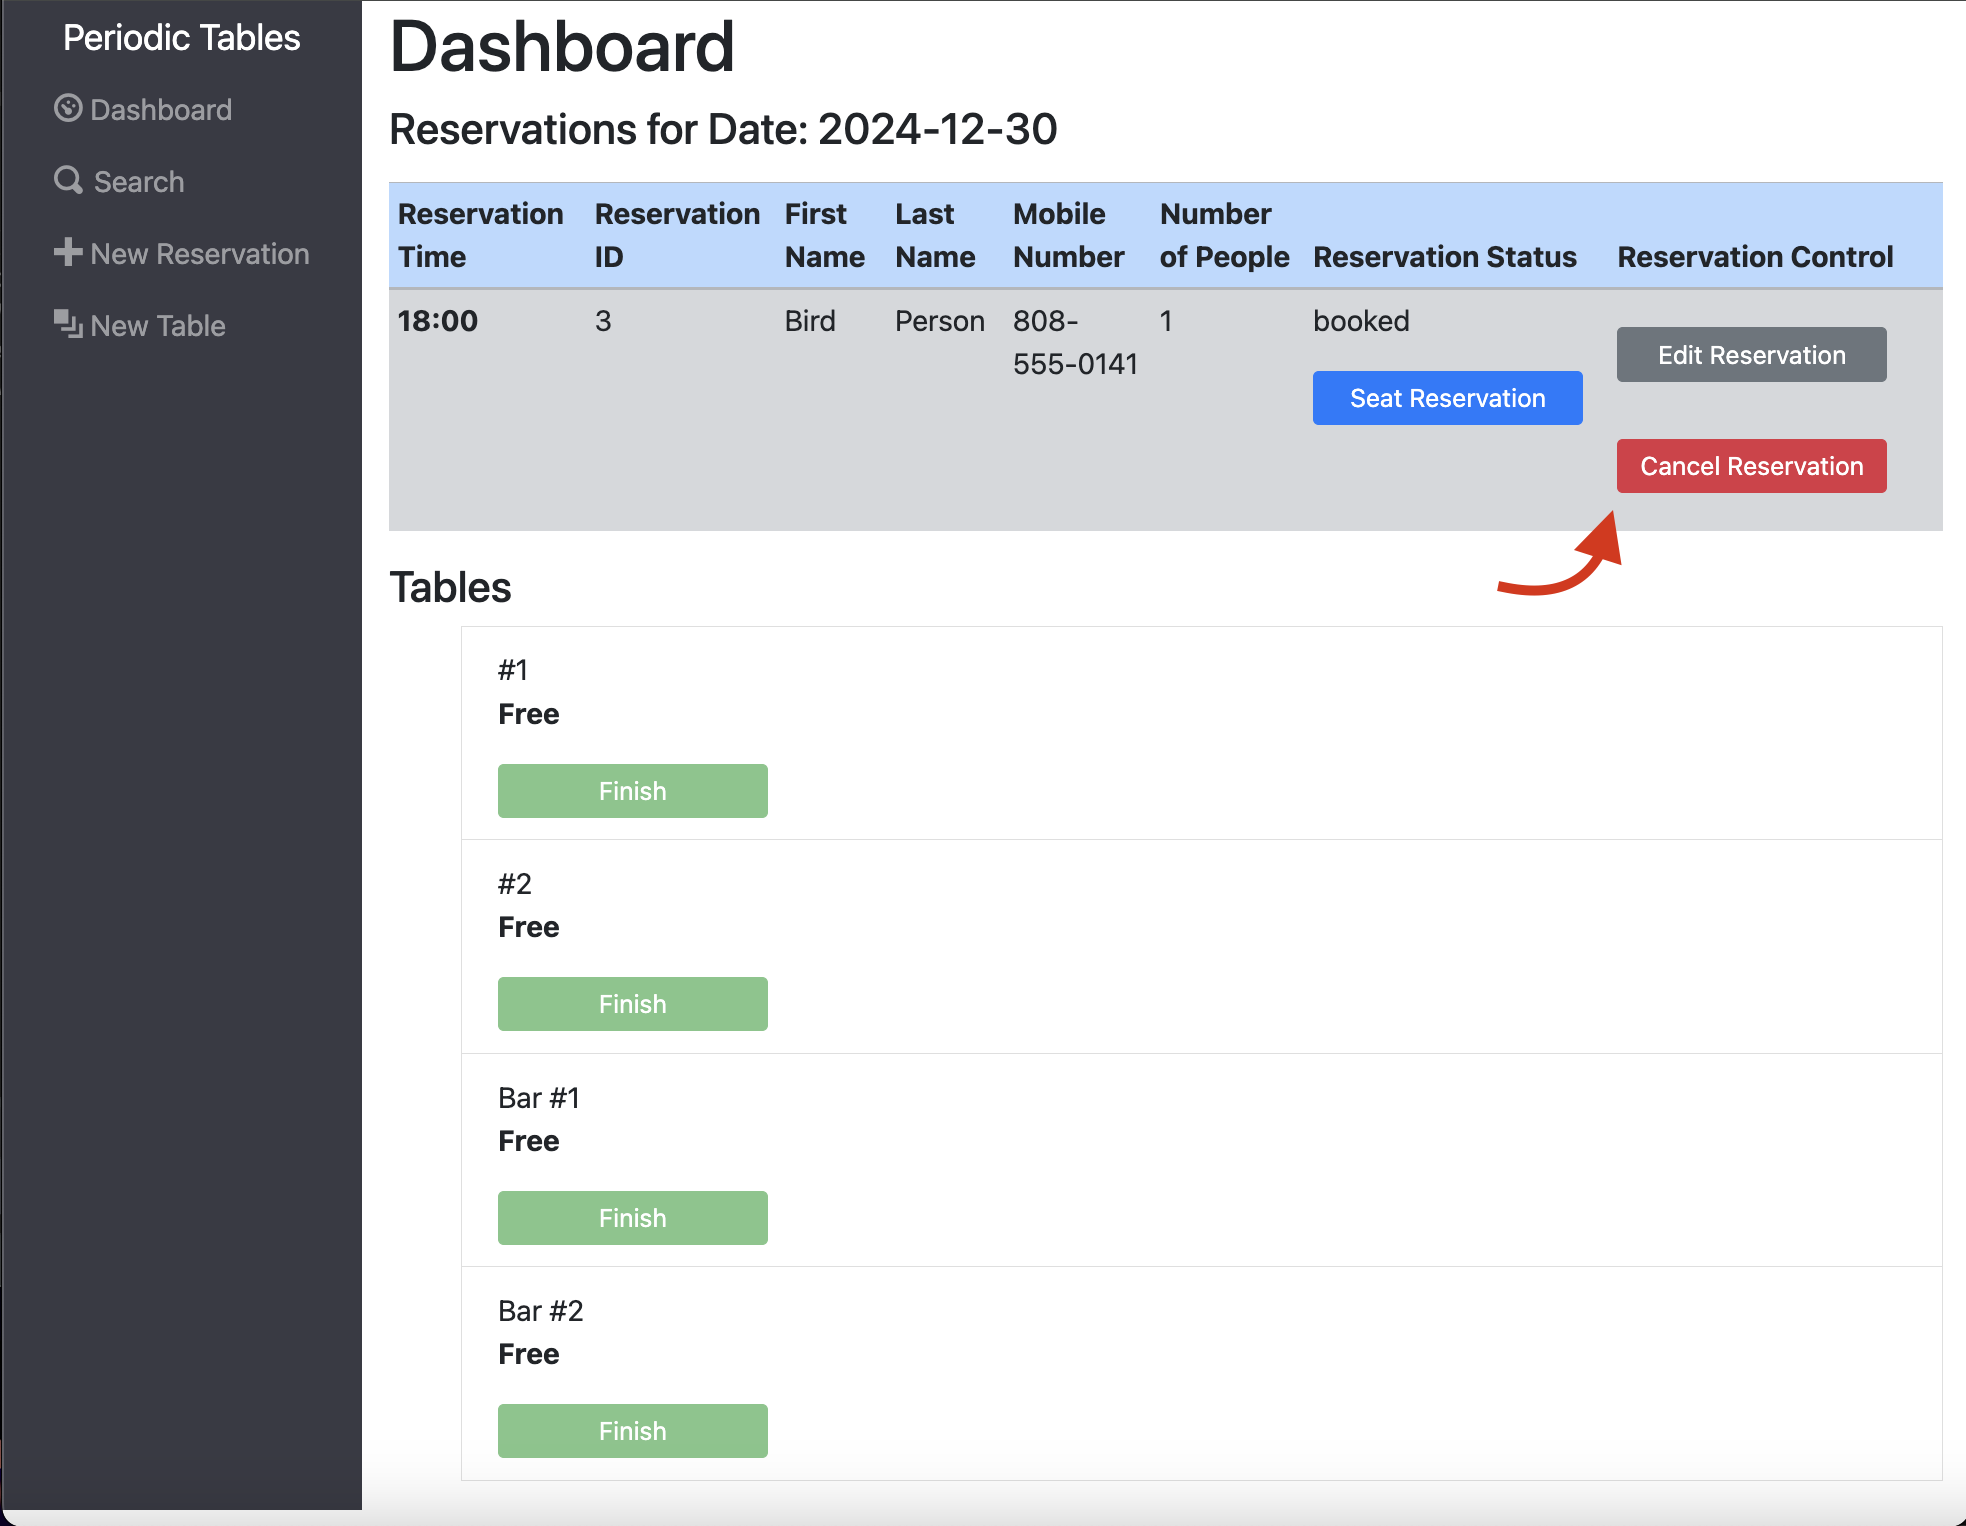 Periodic Tables
Dashboard
Search
New Reservation
New Table
Dashboard
Reservations for Date: 2024-12-30
Reservation Time
Reservation ID
First Name
Last Name
Mobile Number
Number of People
Reservation Status
Reservation Control
18:00
3
Bird
Person
808-
555-0141
1
booked
Seat Reservation
Edit Reservation
Cancel Reservation
Tables
#1
Free
Finish
#2
Free
Finish
Bar #1
Free
Finish
Bar #2
Free
Finish